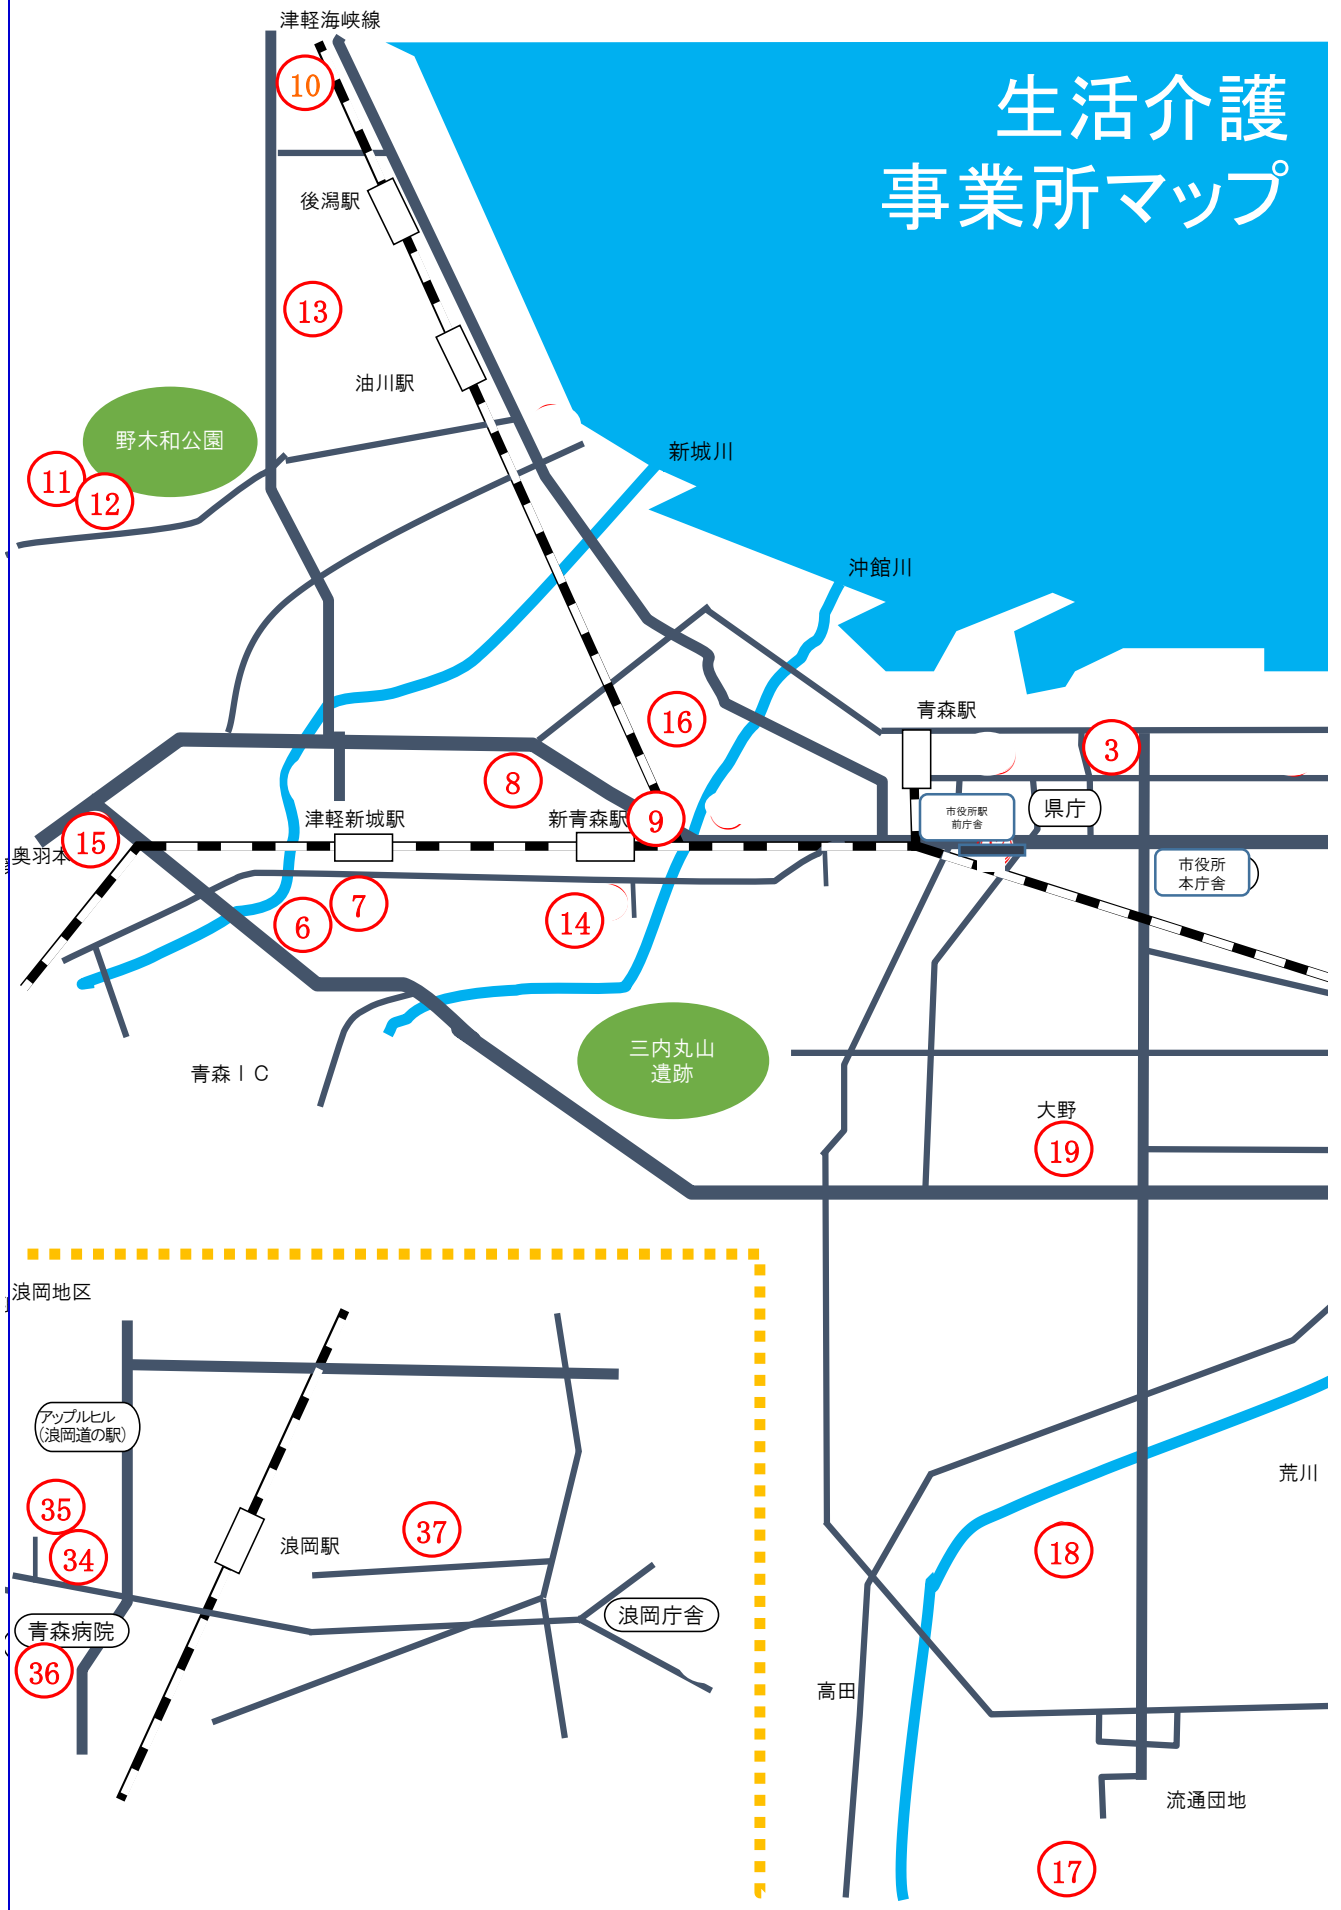 津軽海峡線
10
生活介護
事業所マップ
後潟駅
13
油川駅
野木和公園
新城川
11
12
沖館川
16
青森駅
3
8
市役所駅
前庁舎
県庁
津軽新城駅
新青森駅
9
15
奥羽本
市役所
本庁舎
7
6
14
三内丸山
遺跡
青森IC
大野
19
浪岡地区
アップルヒル
(浪岡道の駅)
荒川
35
37
浪岡駅
34
18
青森病院
浪岡庁舎
36
高田
流通団地
17